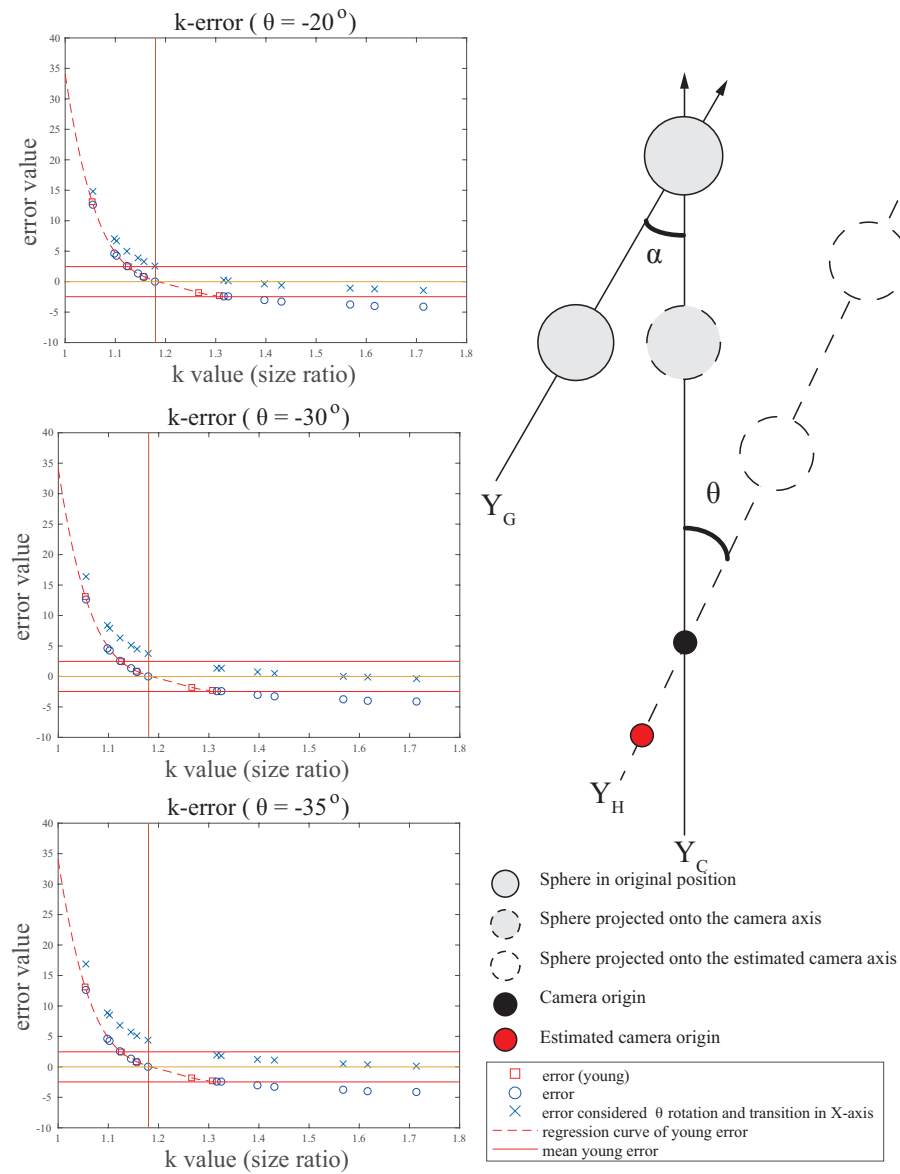 k-error ( θ = -20°)
error value
40
35
30
25
20
15
10
5
0
-5
-10
1 1.1 1.2 1.3 1.4 1.5 1.6 1.7 1.8
k value (size ratio)
k-error ( θ = -30°)
error value
40
35
30
25
20
15
10
5
0
-5
-10
1 1.1 1.2 1.3 1.4 1.5 1.6 1.7 1.8
k value (size ratio)
k-error ( θ = -35°)
error value
40
35
30
25
20
15
10
5
0
-5
-10
1 1.1 1.2 1.3 1.4 1.5 1.6 1.7 1.8
k value (size ratio)
α
Y_G
θ
Y_H
Y_C
Sphere in original position
Sphere projected onto the camera axis
Sphere projected onto the estimated camera axis
Camera origin
Estimated camera origin
error (young)
error
error considered θ rotation and transition in X-axis
regression curve of young error
mean young error